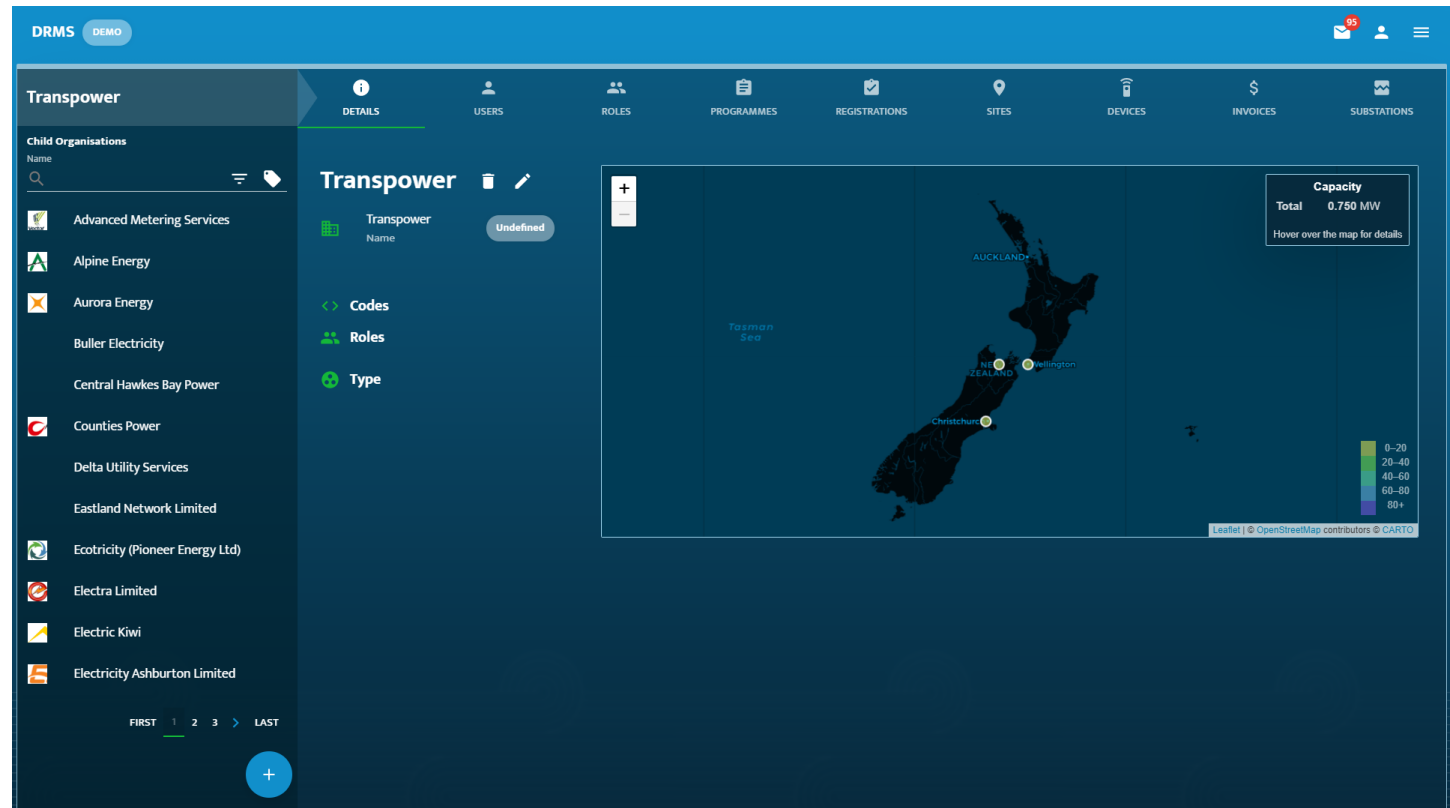 DRMS DEMO
95
Transpower
DETAILS
USERS
ROLES
PROGRAMMES
REGISTRATIONS
SITES
DEVICES
INVOICES
SUBSTATIONS
Child Organisations
Name
Advanced Metering Services
Alpine Energy
Aurora Energy
Buller Electricity
Central Hawkes Bay Power
Counties Power
Delta Utility Services
Eastland Network Limited
Ecotricity (Pioneer Energy Ltd)
Electra Limited
Electric Kiwi
Electricity Ashburton Limited
FIRST 1 2 3 > LAST
+
Transpower
Transpower
Name
Undefined
<> Codes
Roles
Type
+
−
Capacity
Total 0.750 MW
Hover over the map for details
AUCKLAND
Tasman
Sea
Wellington
ZEALAND
0–20
20–40
40–60
60–80
80+
Leaflet | © OpenStreetMap contributors © CARTO